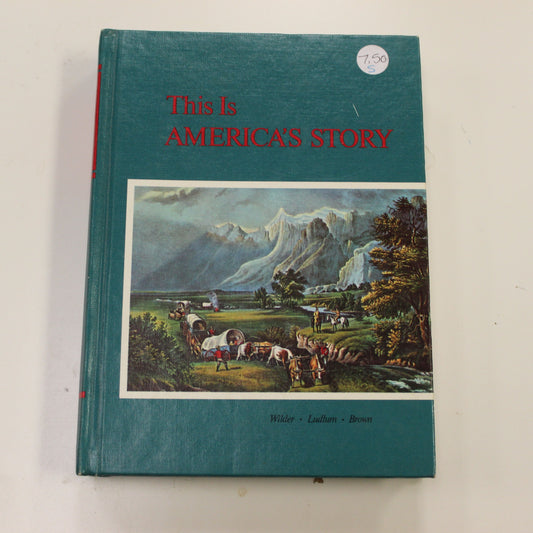 7.50
S
This Is
AMERICA'S STORY
Wilder • Ludlum • Brown